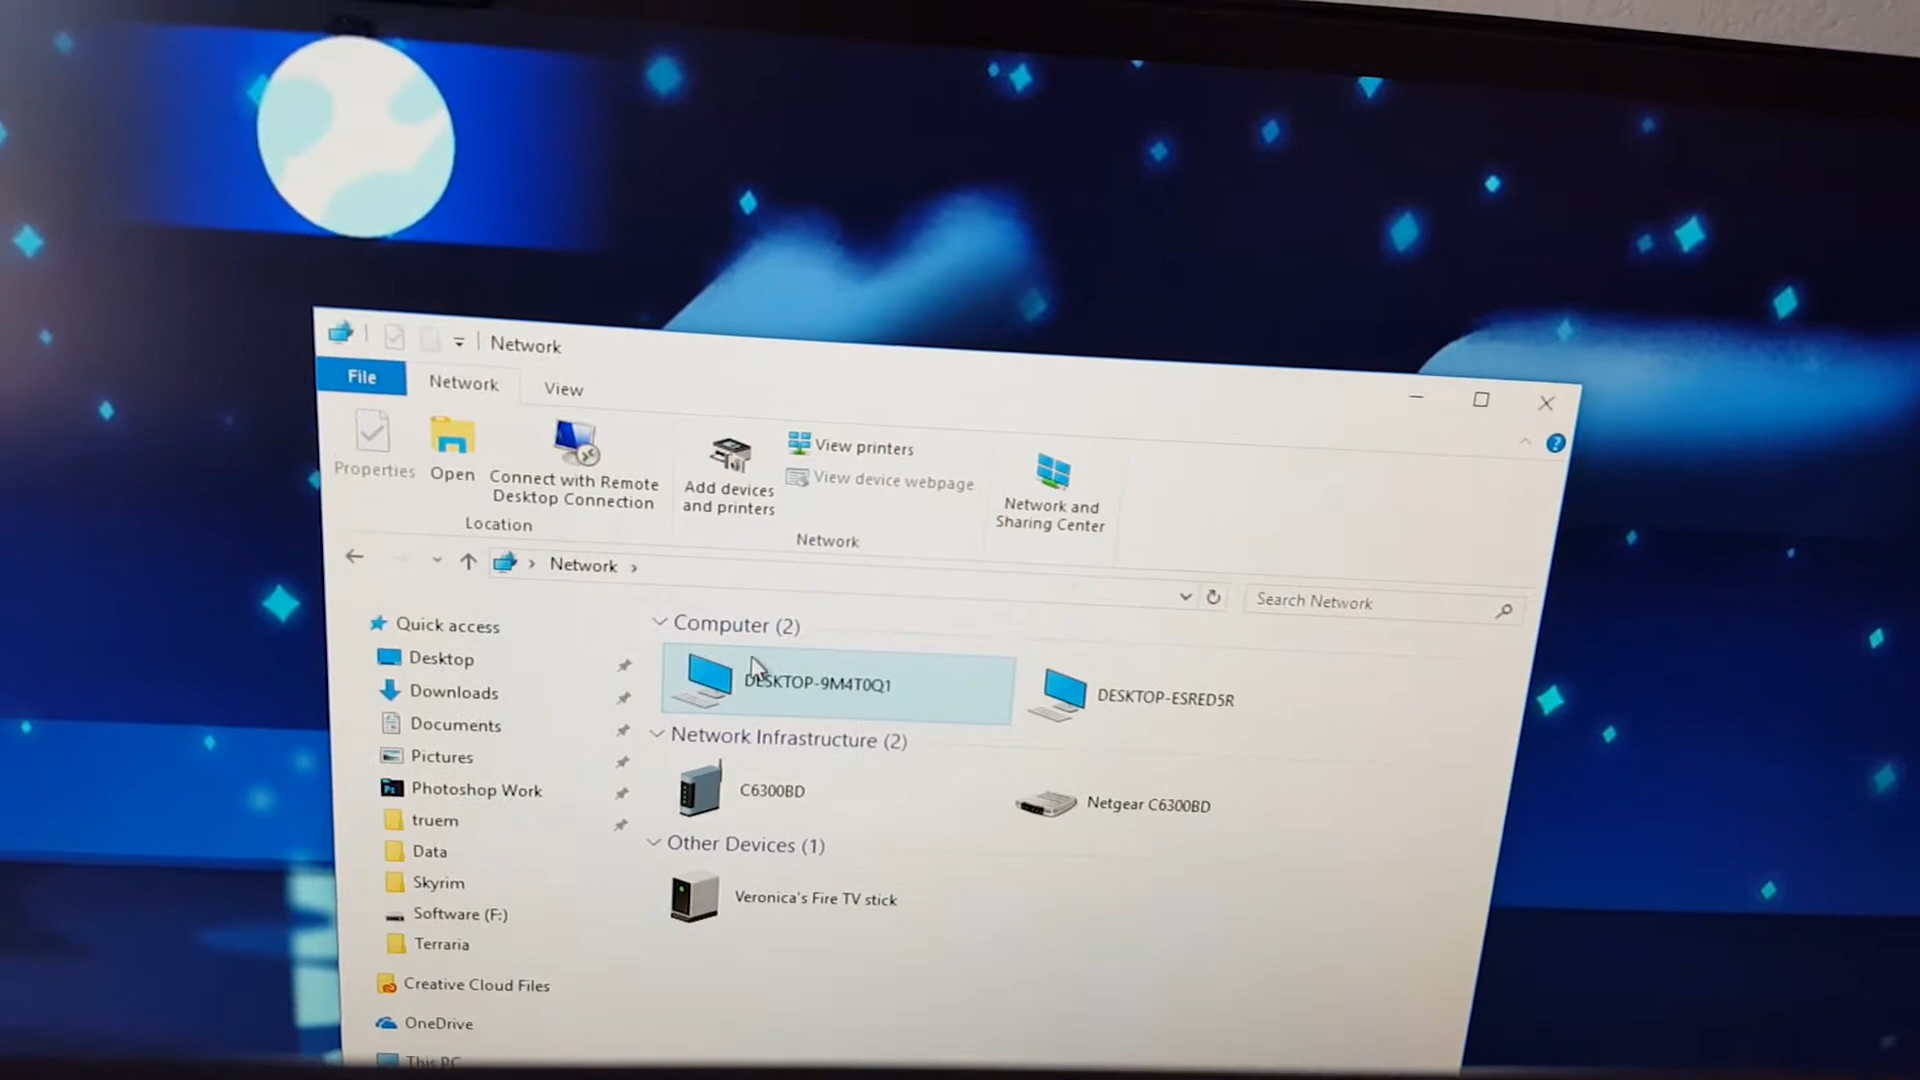 Network
File
Network
View
Properties
Open
Connect with Remote
Desktop Connection
Location
Add devices
and printers
View printers
View device webpage
Network
Network and
Sharing Center
?
Network
Search Network
Quick access
Desktop
Downloads
Documents
Pictures
Ps
Photoshop Work
truem
Data
Skyrim
Software (F:)
Terraria
Creative Cloud Files
OneDrive
This PC
Computer (2)
DESKTOP-9M4T0Q1
DESKTOP-ESRED5R
Network Infrastructure (2)
C6300BD
Netgear C6300BD
Other Devices (1)
Veronica's Fire TV stick